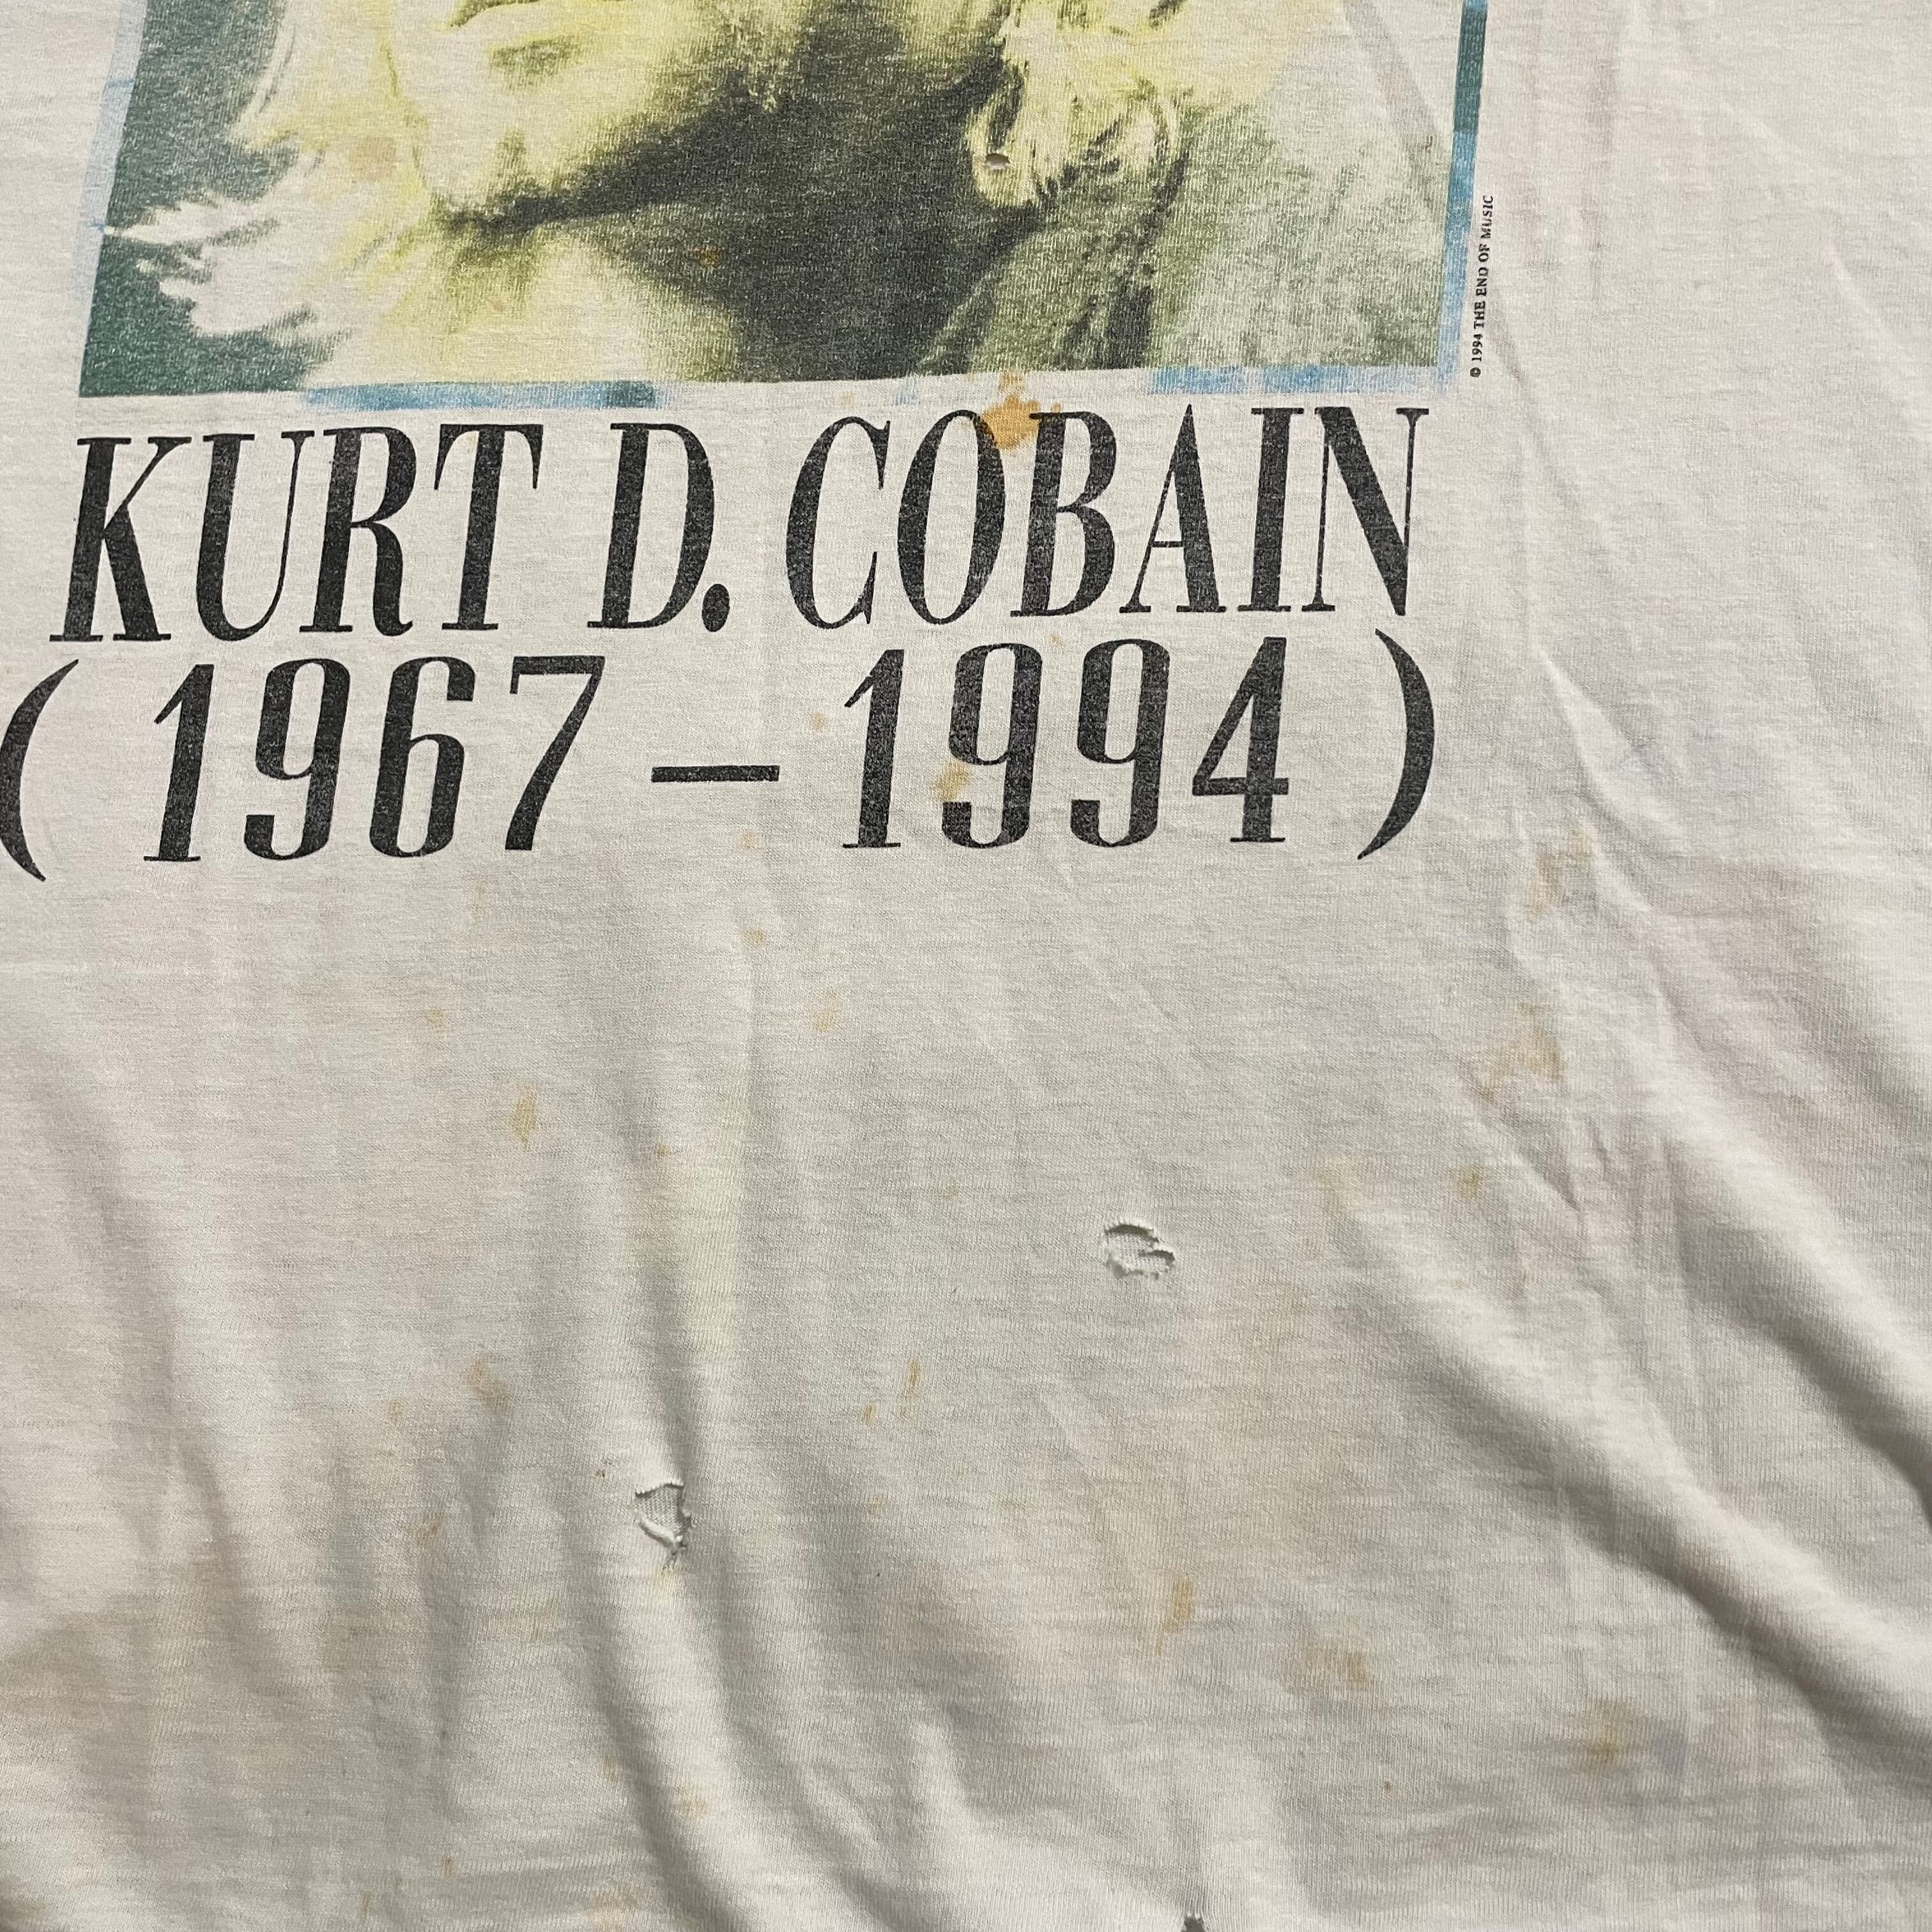 © 1994 THE END OF MUSIC
KURT D. COBAIN
(1967 — 1994)